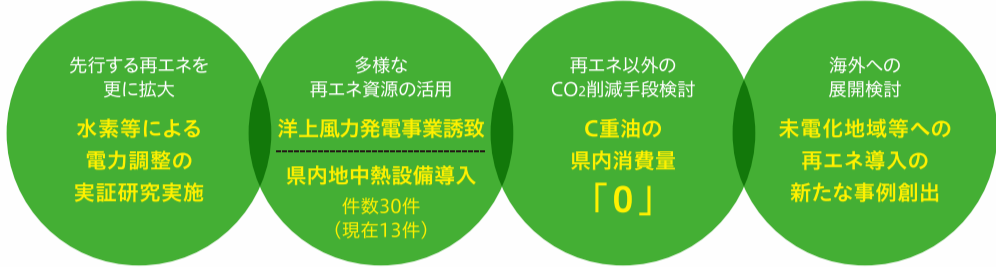 先行する再エネを
更に拡大
水素等による
電力調整の
実証研究実施
多様な
再エネ資源の活用
洋上風力発電事業誘致
県内地中熱設備導入
件数30件
（現在13件）
再エネ以外の
CO2削減手段検討
C重油の
県内消費量
「0」
海外への
展開検討
未電化地域等への
再エネ導入の
新たな事例創出